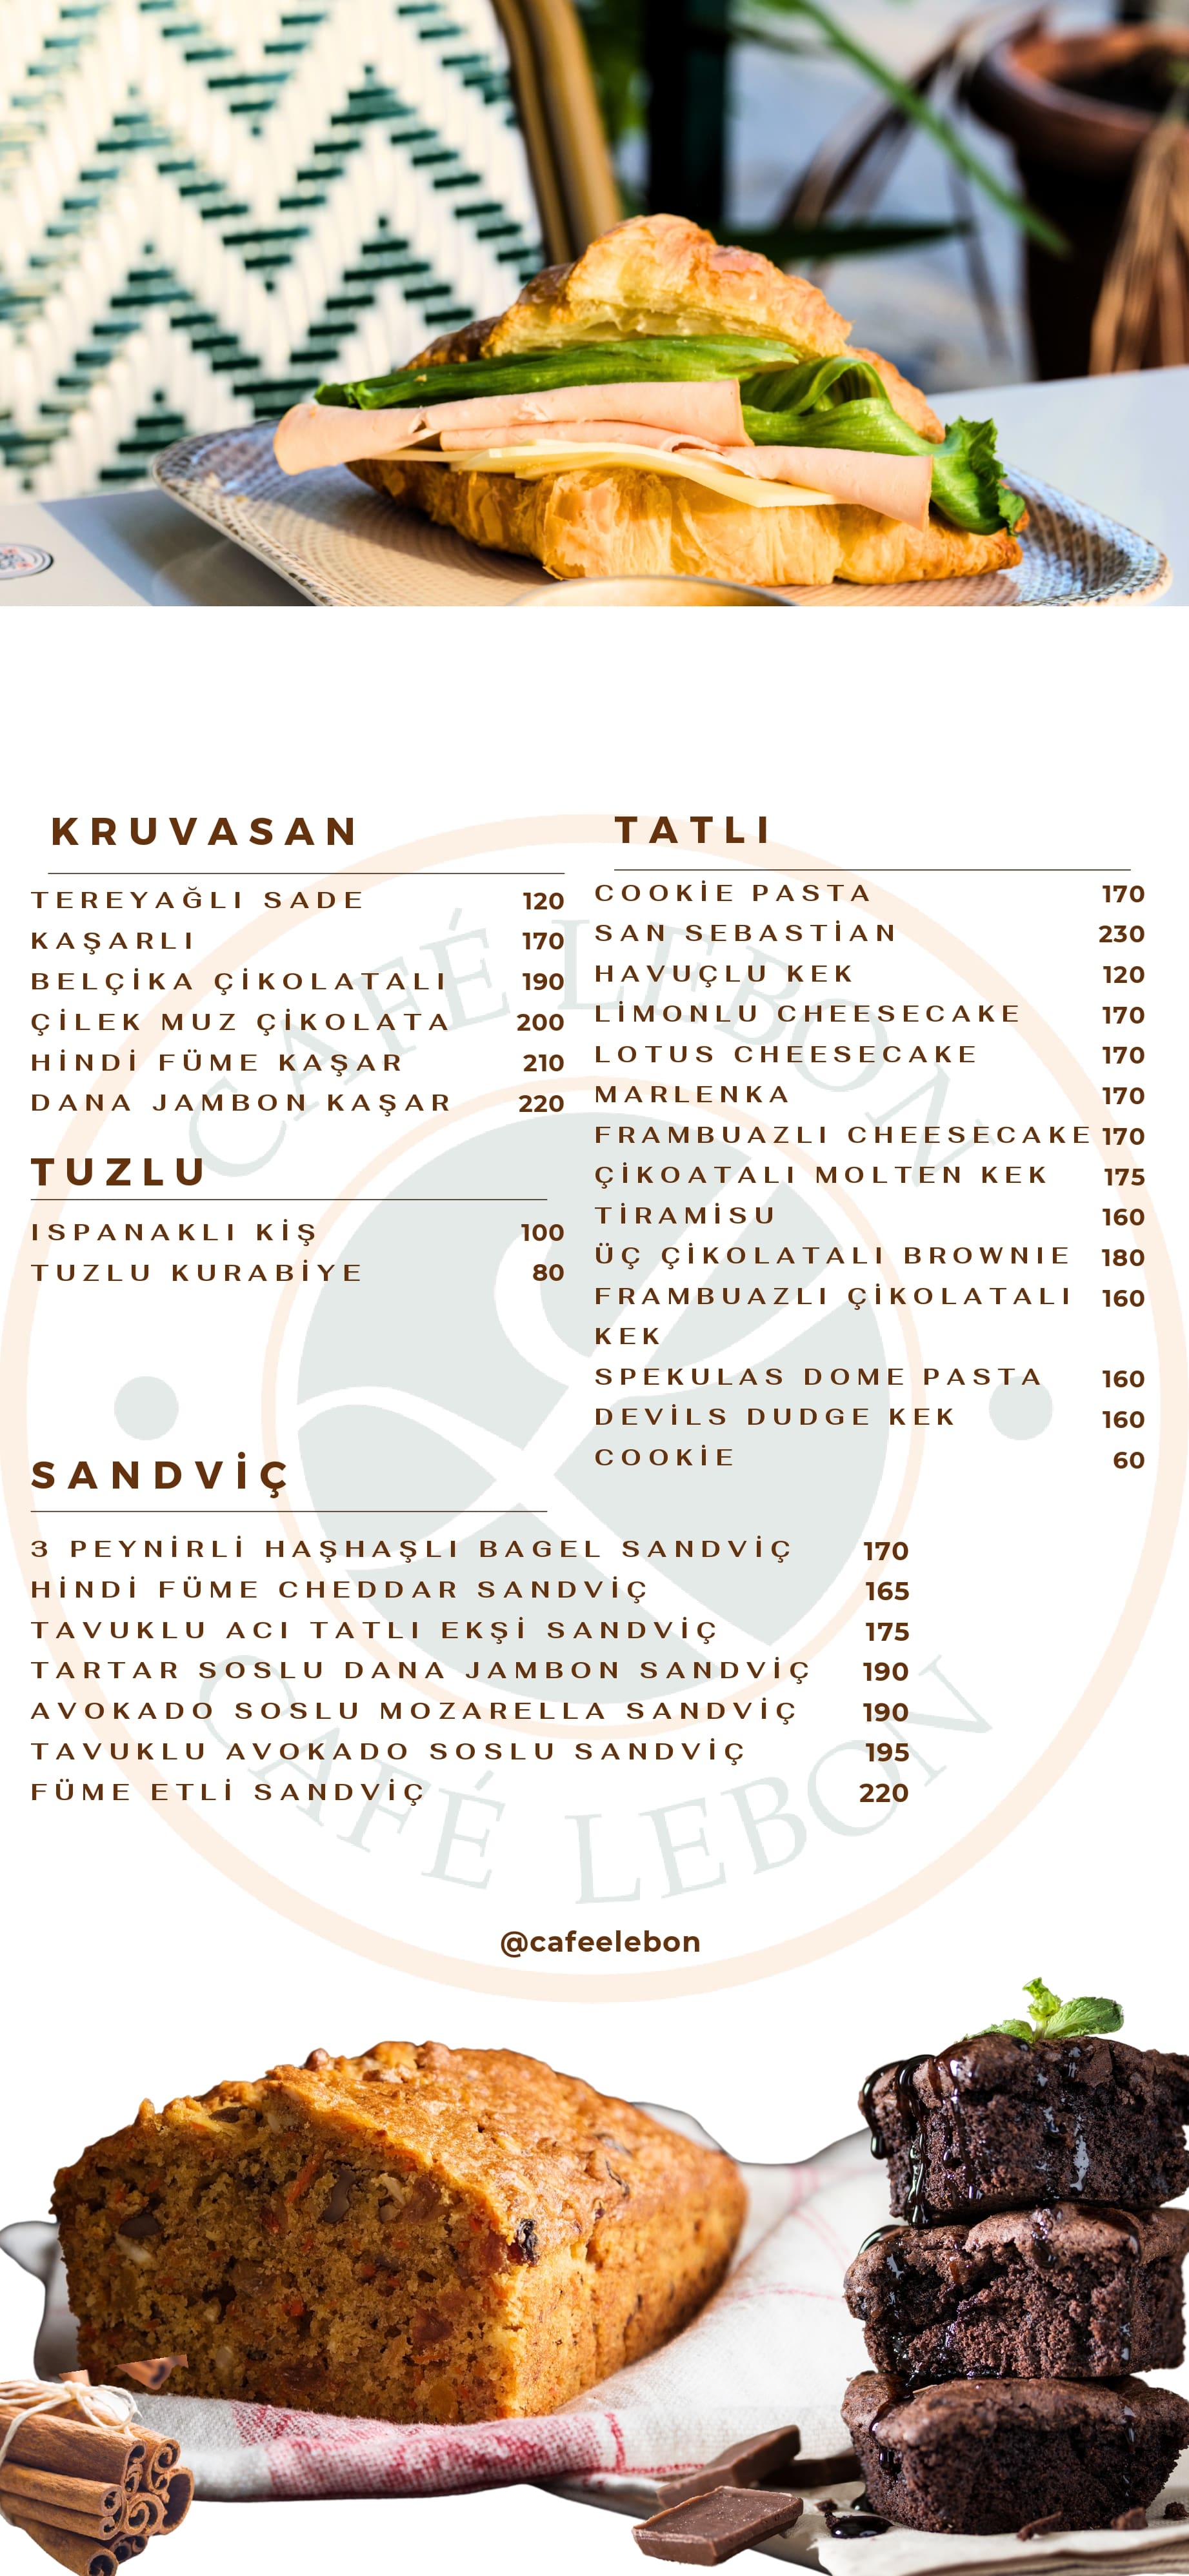 KRUVASAN
TEREYAĞLI SADE 120
KAŞARLI 170
BELÇİKA ÇİKOLATALI 190
ÇİLEK MUZ ÇİKOLATA 200
HİNDİ FÜME KAŞAR 210
DANA JAMBON KAŞAR 220
TUZLU
ISPANAKLI KİŞ 100
TUZLU KURABİYE 80
TATLI
COOKİE PASTA 170
SAN SEBASTİAN 230
HAVUÇLU KEK 120
LİMONLU CHEESECAKE 170
LOTUS CHEESECAKE 170
MARLENKA 170
FRAMBUAZLI CHEESECAKE 170
ÇİKOATALI MOLTEN KEK 175
TİRAMİSU 160
ÜÇ ÇİKOLATALI BROWNIE 180
FRAMBUAZLI ÇİKOLATALI 160
KEK
SPEKULAS DOME PASTA 160
DEVİLS DUDGE KEK 160
COOKİE 60
SANDVİÇ
3 PEYNİRLİ HAŞHAŞLI BAGEL SANDVİÇ 170
HİNDİ FÜME CHEDDAR SANDVİÇ 165
TAVUKLU ACI TATLI EKŞİ SANDVİÇ 175
TARTAR SOSLU DANA JAMBON SANDVİÇ 190
AVOKADO SOSLU MOZARELLA SANDVİÇ 190
TAVUKLU AVOKADO SOSLU SANDVİÇ 195
FÜME ETLİ SANDVİÇ 220
CAFÉ LEBON
CAFÉ LEBON
@cafeelebon